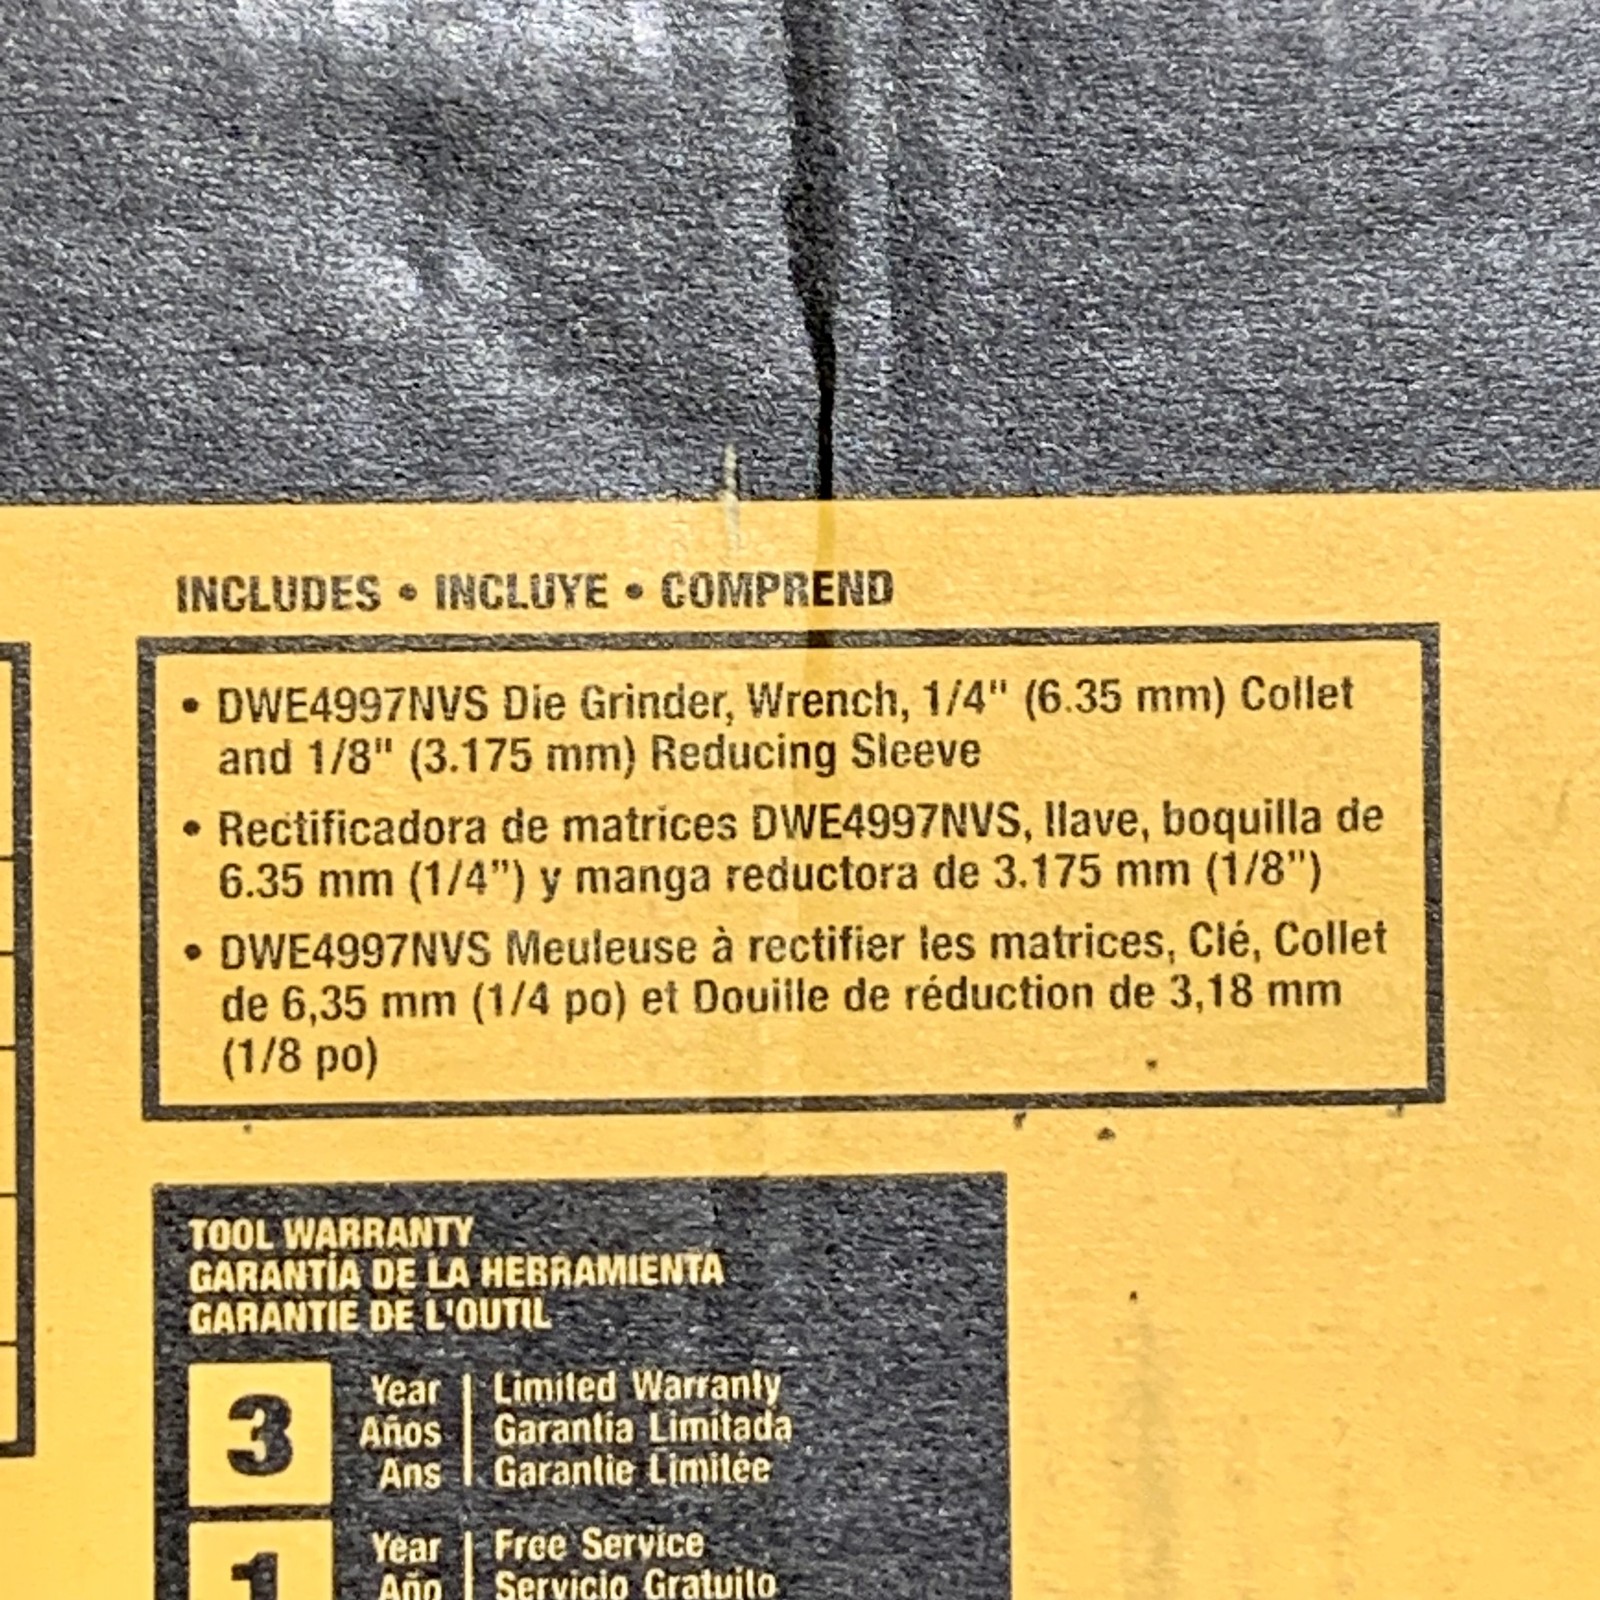 INCLUDES • INCLUYE • COMPREND
• DWE4997NVS Die Grinder, Wrench, 1/4" (6.35 mm) Collet
and 1/8" (3.175 mm) Reducing Sleeve
• Rectificadora de matrices DWE4997NVS, llave, boquilla de
6.35 mm (1/4”) y manga reductora de 3.175 mm (1/8”)
• DWE4997NVS Meuleuse à rectifier les matrices, Clé, Collet
de 6,35 mm (1/4 po) et Douille de réduction de 3,18 mm
(1/8 po)
TOOL WARRANTY
GARANTÍA DE LA HERRAMIENTA
GARANTIE DE L'OUTIL
3
Year | Limited Warranty
Años | Garantía Limitada
Ans | Garantie Limitée
1
Year | Free Service
Año | Servicio Gratuito